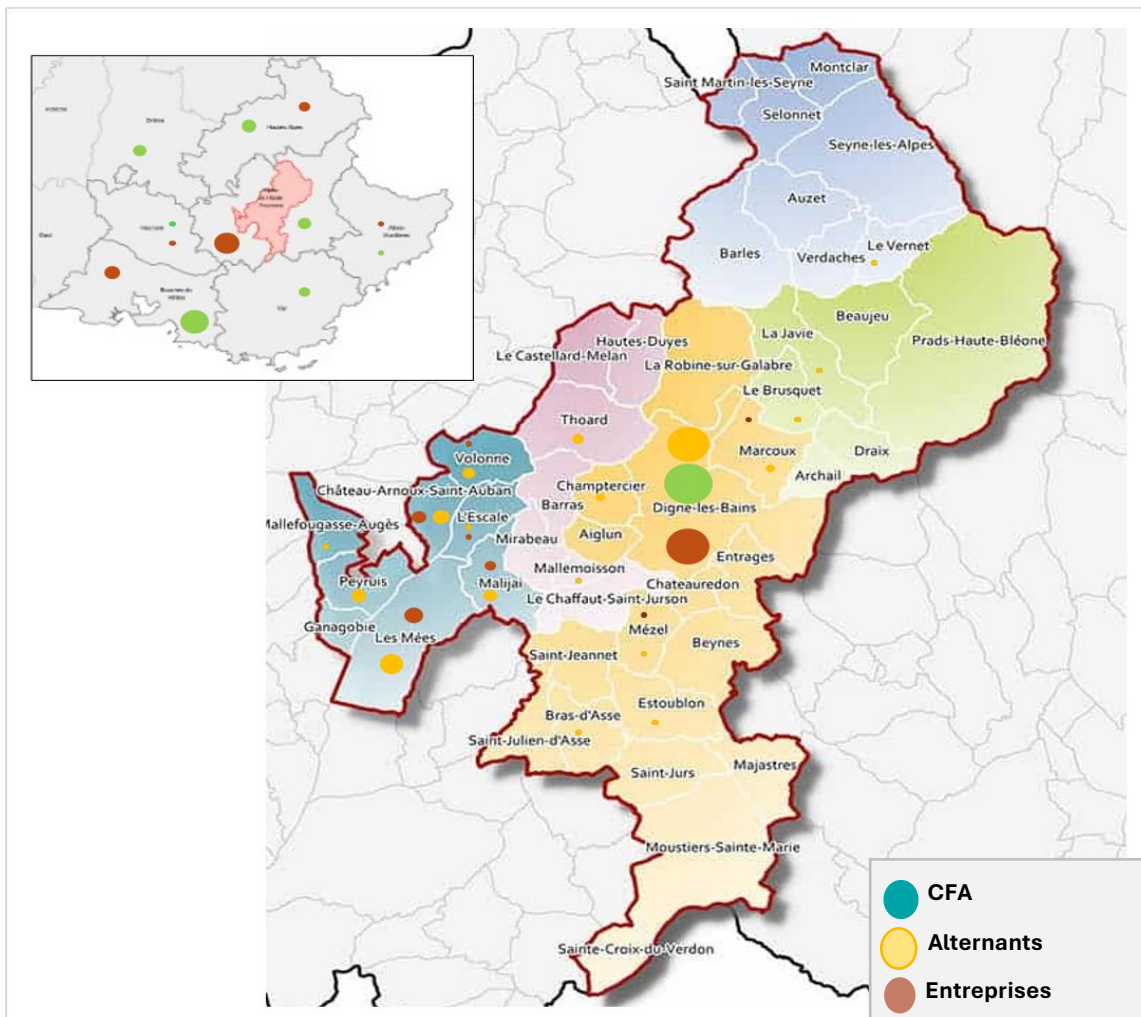 Montclar
Saint Martin-les-Seyne
Selonnet
Seyne-les-Alpes
Auzet
Le Vernet
Barles
Verdaches
Drôme
Hautes Alpes
Vaucluse
Gard
Var
Beaujeu
La Javie
Prads-Haute-Bléone
Hautes-Duyes
Le Castellard-Melan
La Robine-sur-Galabre
Le Brusquet
Thoard
Marcoux
Draix
Archail
Volonne
Champtercier
Château-Arnoux-Saint-Auban
Barras
Digne-les-Bains
L'Escale
Mallefougasse-Augès
Mirabeau
Aiglun
Entrages
Mallemoisson
Peyruis
Malijai
Chateauredon
Le Chaffaut-Saint-Jurson
Ganagobie
Les Mées
Mézel
Beynes
Saint-Jeannet
Estoublon
Bras-d'Asse
Saint-Julien-d'Asse
Majastres
Saint-Jurs
Moustiers-Sainte-Marie
Sainte-Croix-du-Verdon
CFA
Alternants
Entreprises